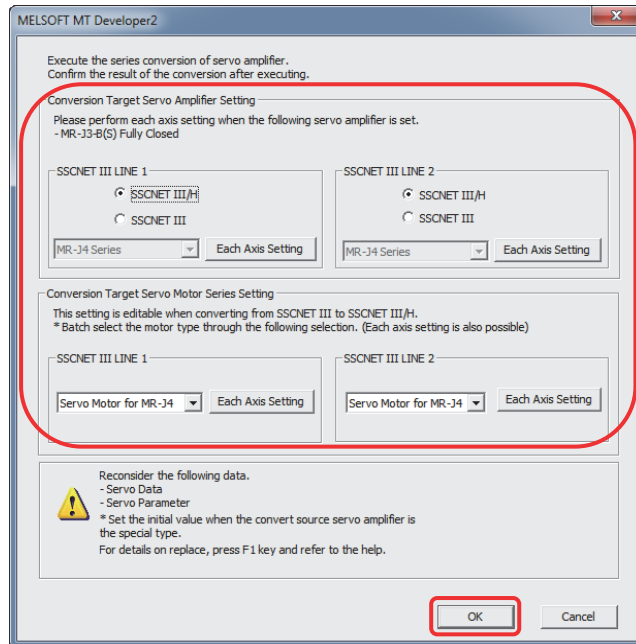 MELSOFT MT Developer2
Execute the series conversion of servo amplifier.
Confirm the result of the conversion after executing.
Conversion Target Servo Amplifier Setting
Please perform each axis setting when the following servo amplifier is set.
- MR-J3-B(S) Fully Closed
SSCNET III LINE 1
SSCNET III/H
SSCNET III
MR-J4 Series
Each Axis Setting
SSCNET III LINE 2
SSCNET III/H
SSCNET III
MR-J4 Series
Each Axis Setting
Conversion Target Servo Motor Series Setting
This setting is editable when converting from SSCNET III to SSCNET III/H.
* Batch select the motor type through the following selection. (Each axis setting is also possible)
SSCNET III LINE 1
Servo Motor for MR-J4
Each Axis Setting
SSCNET III LINE 2
Servo Motor for MR-J4
Each Axis Setting
Reconsider the following data.
- Servo Data
- Servo Parameter
* Set the initial value when the convert source servo amplifier is
the special type.
For details on replace, press F1 key and refer to the help.
OK
Cancel